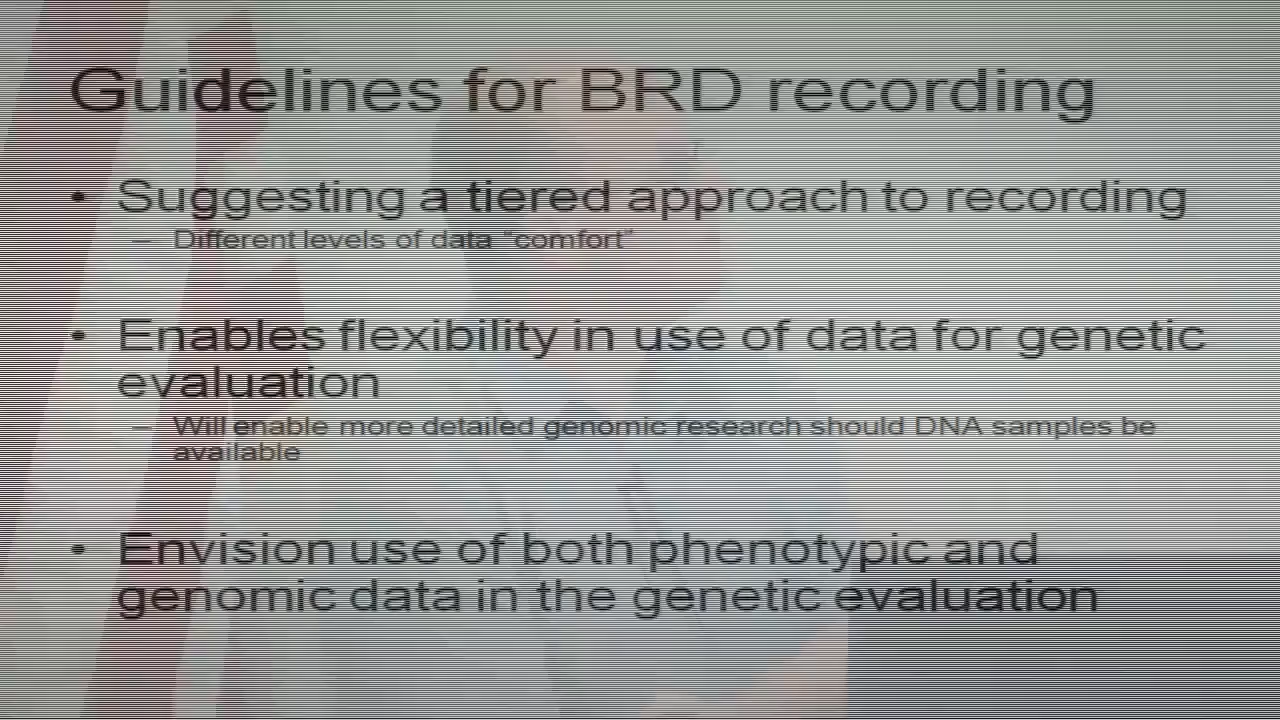 Guidelines for BRD recording
• Suggesting a tiered approach to recording
– Different levels of data “comfort”
• Enables flexibility in use of data for genetic
evaluation
– Will enable more detailed genomic research should DNA samples be
available
• Envision use of both phenotypic and
genomic data in the genetic evaluation